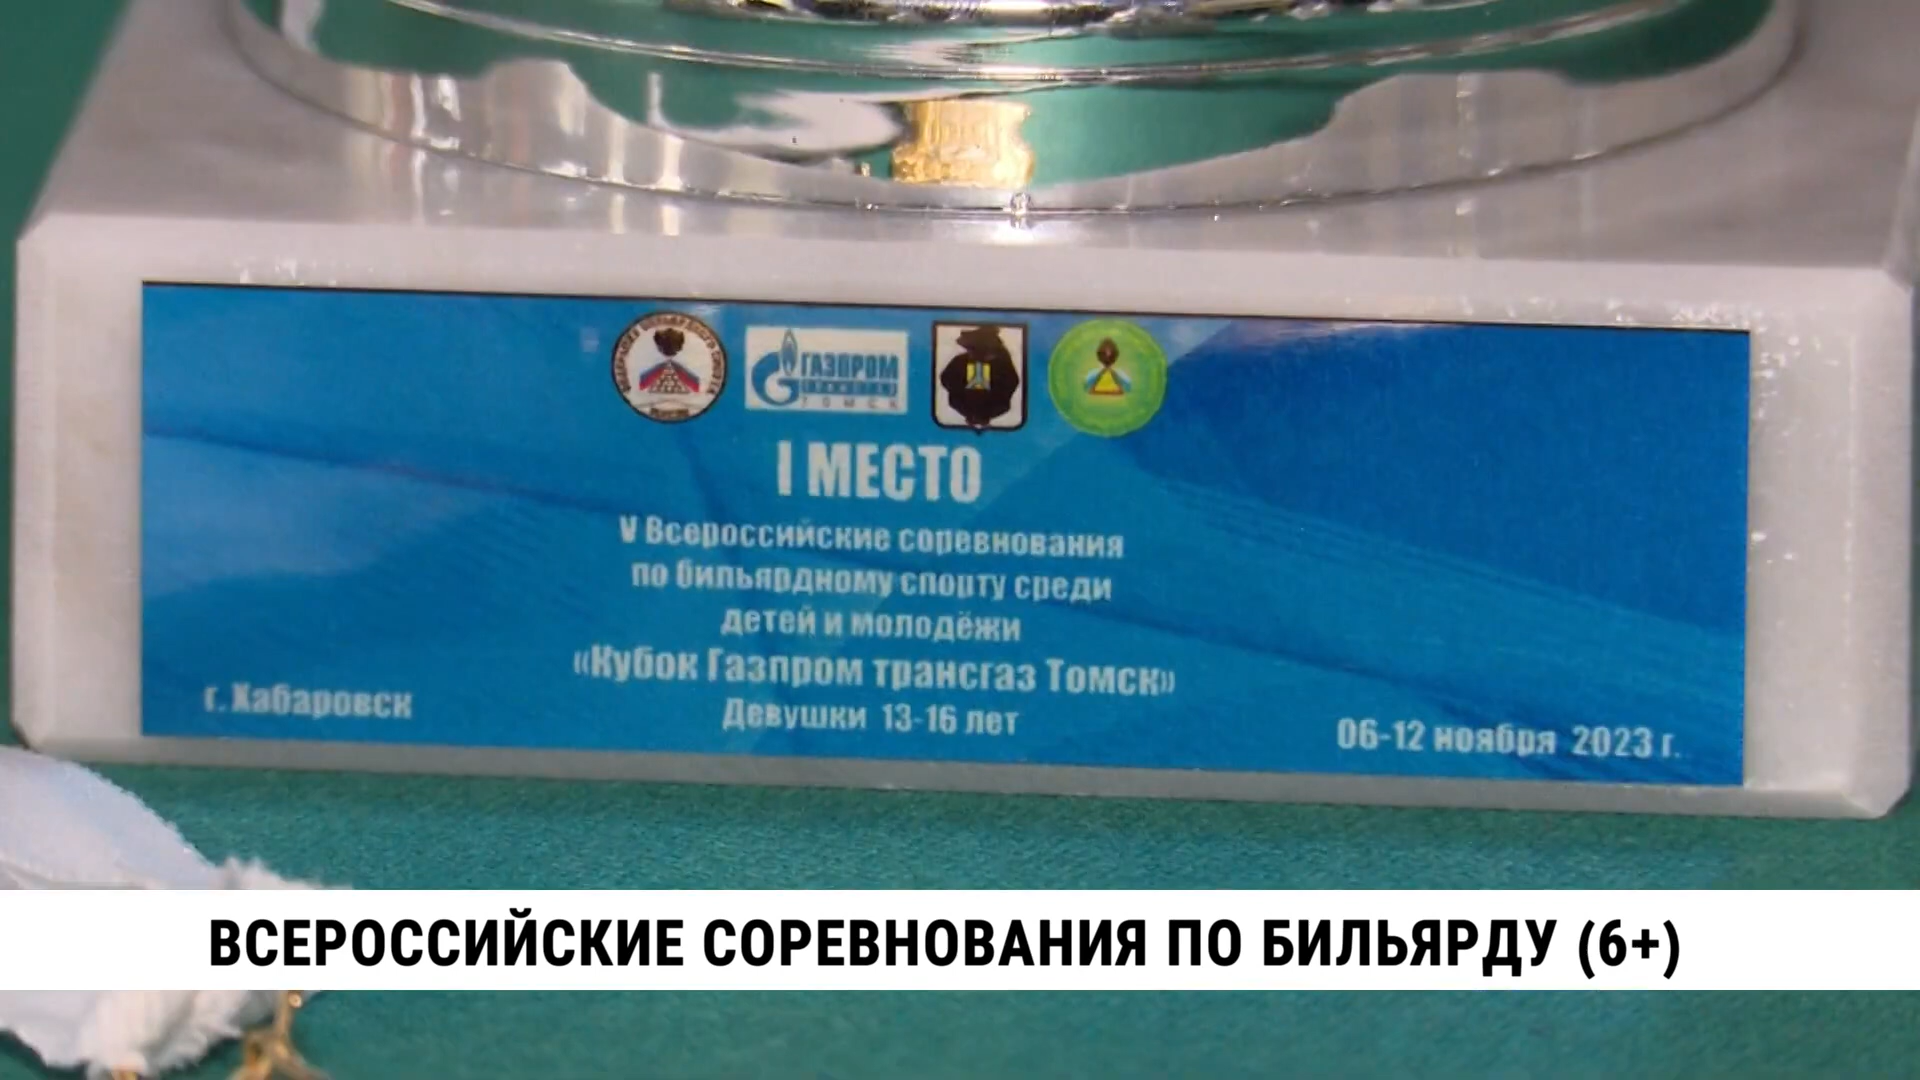 ГАЗПРОМ
ТОМСК
I МЕСТО
V Всероссийские соревнования
по бильярдному спорту среди
детей и молодёжи
«Кубок Газпром трансгаз Томск»
Девушки 13-16 лет
г. Хабаровск
06-12 ноября 2023 г.
ВСЕРОССИЙСКИЕ СОРЕВНОВАНИЯ ПО БИЛЬЯРДУ (6+)